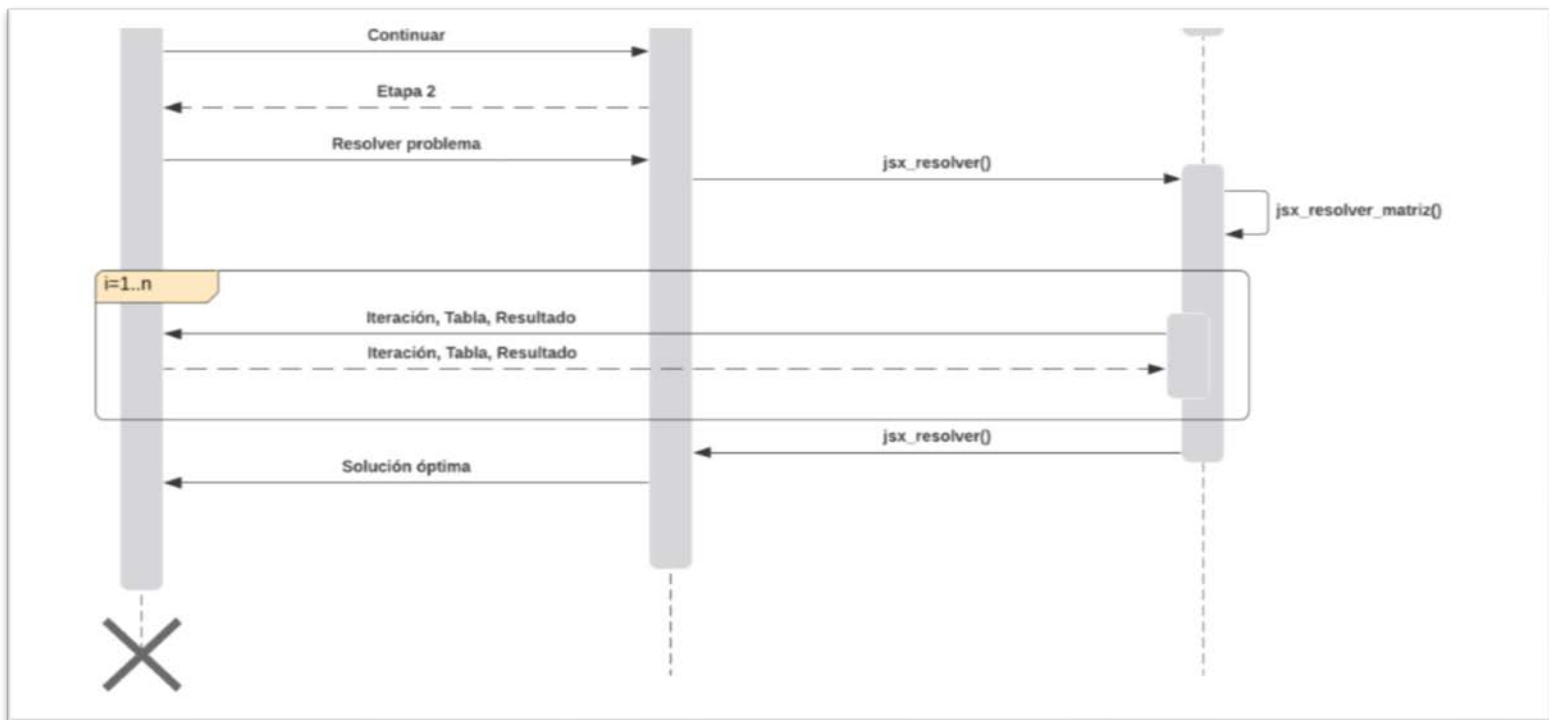 Continuar
Etapa 2
Resolver problema
jsx_resolver()
jsx_resolver_matriz()
i=1..n
Iteración, Tabla, Resultado
Iteración, Tabla, Resultado
jsx_resolver()
Solución óptima